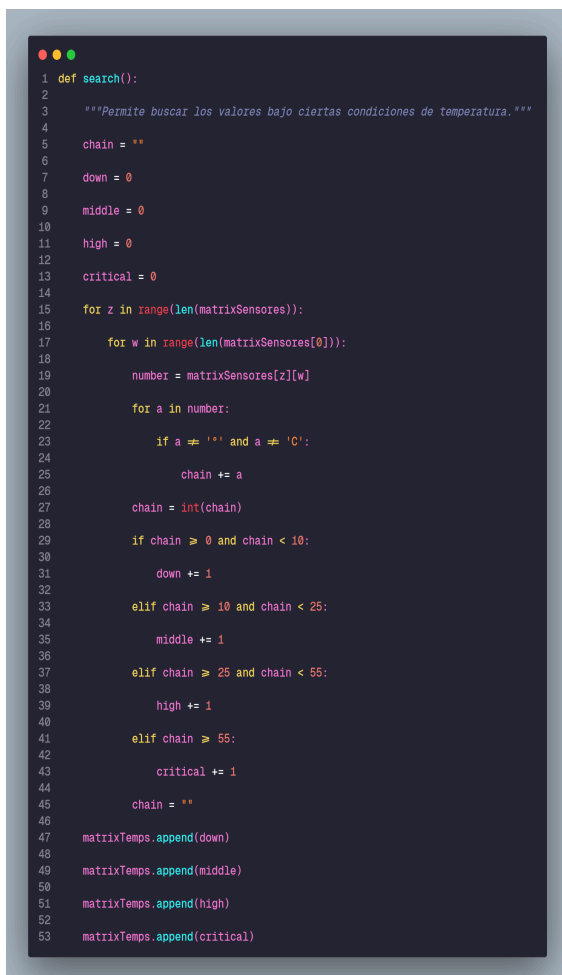 1 def search():
2
3     """Permite buscar los valores bajo ciertas condiciones de temperatura."""
4
5     chain = ""
6
7     down = 0
8
9     middle = 0
10
11     high = 0
12
13     critical = 0
14
15     for z in range(len(matrixSensores)):
16
17         for w in range(len(matrixSensores[0])):
18
19             number = matrixSensores[z][w]
20
21             for a in number:
22
23                 if a ≠ '°' and a ≠ 'C':
24
25                     chain += a
26
27             chain = int(chain)
28
29             if chain ⩾ 0 and chain < 10:
30
31                 down += 1
32
33             elif chain ⩾ 10 and chain < 25:
34
35                 middle += 1
36
37             elif chain ⩾ 25 and chain < 55:
38
39                 high += 1
40
41             elif chain ⩾ 55:
42
43                 critical += 1
44
45             chain = ""
46
47     matrixTemps.append(down)
48
49     matrixTemps.append(middle)
50
51     matrixTemps.append(high)
52
53     matrixTemps.append(critical)